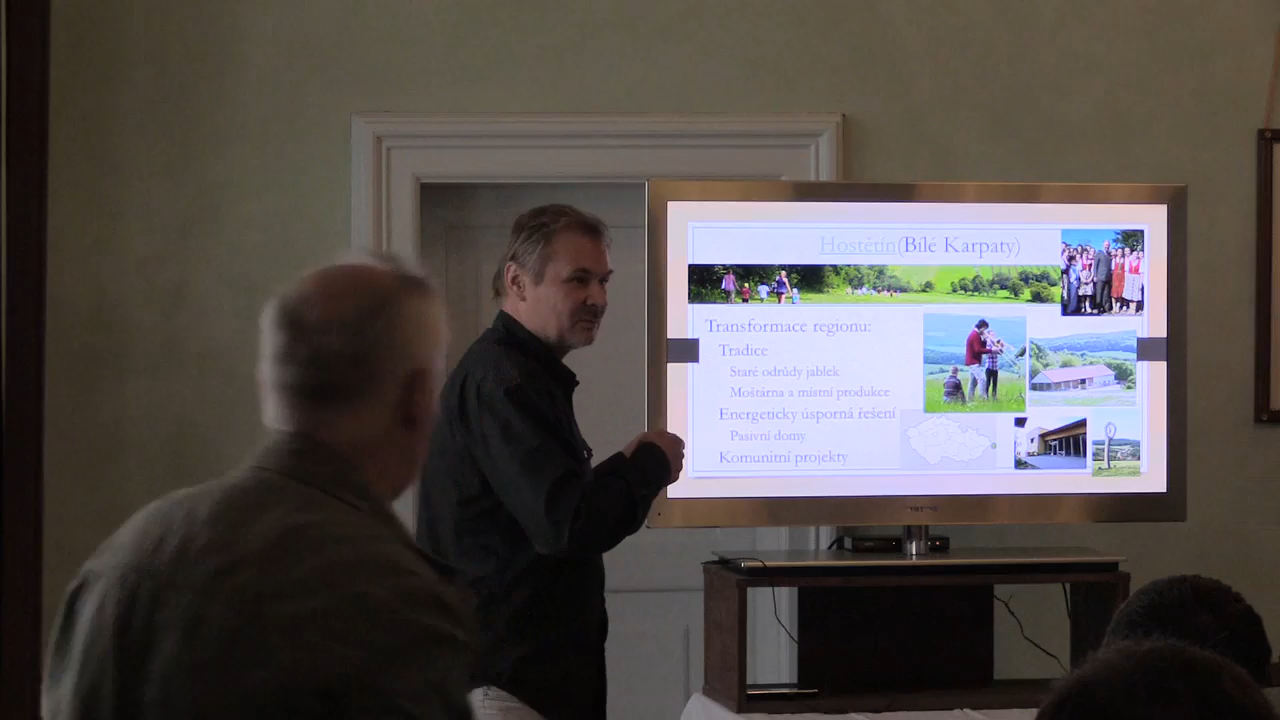 Hostětín(Bílé Karpaty)
Transformace regionu:
Tradice
Staré odrůdy jablek
Moštárna a místní produkce
Energeticky úsporná řešení
Pasivní domy
Komunitní projekty